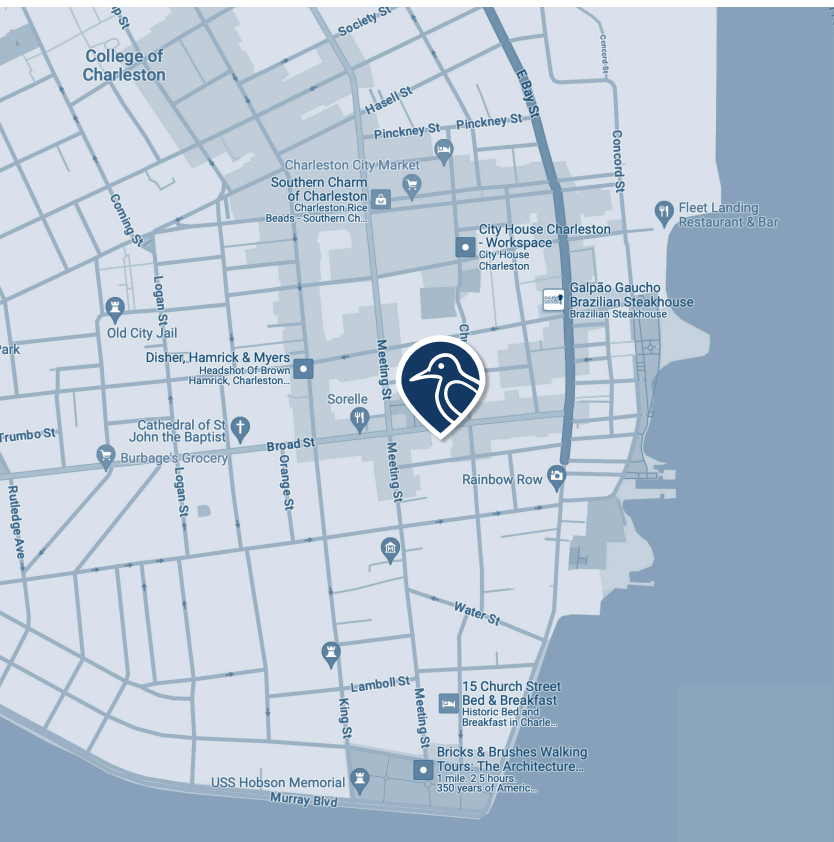 p St
Society St
College of
Charleston
Concord St
E Bay St
Hasell St
Pinckney St
Pinckney St
Concord St
Charleston City Market
Southern Charm
of Charleston
Charleston Rice
Beads - Southern Ch...
Coming St
Fleet Landing
Restaurant & Bar
City House Charleston
- Workspace
City House
Charleston
Logan St
Galpão Gaucho
Brazilian Steakhouse
Brazilian Steakhouse
Old City Jail
Park
Chu
Meeting St
Disher, Hamrick & Myers
Headshot Of Brown
Hamrick, Charleston...
Sorelle
Cathedral of St
John the Baptist
Trumbo St
Broad St
Burbage's Grocery
Meeting St
Orange St
Logan St
Rainbow Row
Rutledge Ave
Water St
Lamboll St
King St
Meeting St
15 Church Street
Bed & Breakfast
Historic Bed and
Breakfast in Charle...
Bricks & Brushes Walking
Tours: The Architecture...
1 mile. 2.5 hours.
350 years of Americ...
USS Hobson Memorial
Murray Blvd